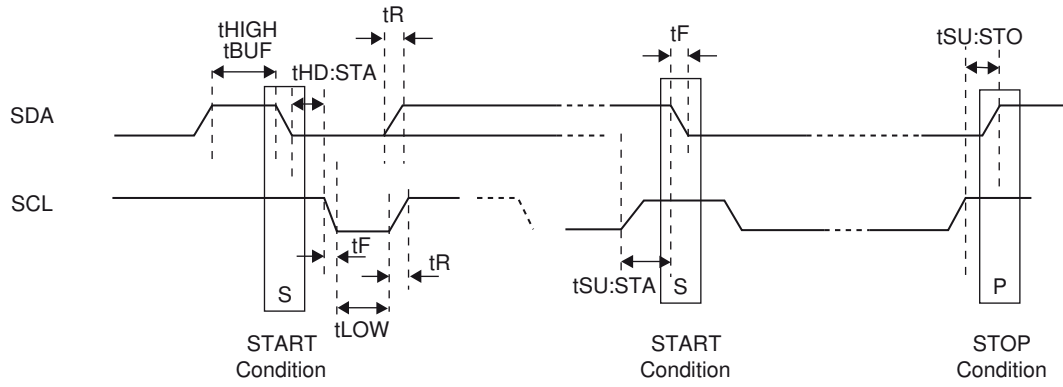 tHIGH
tBUF
tR
tF
tSU:STO
tHD:STA
SDA
SCL
tF
tR
tSU:STA
S
S
P
tLOW
START
Condition
START
Condition
STOP
Condition